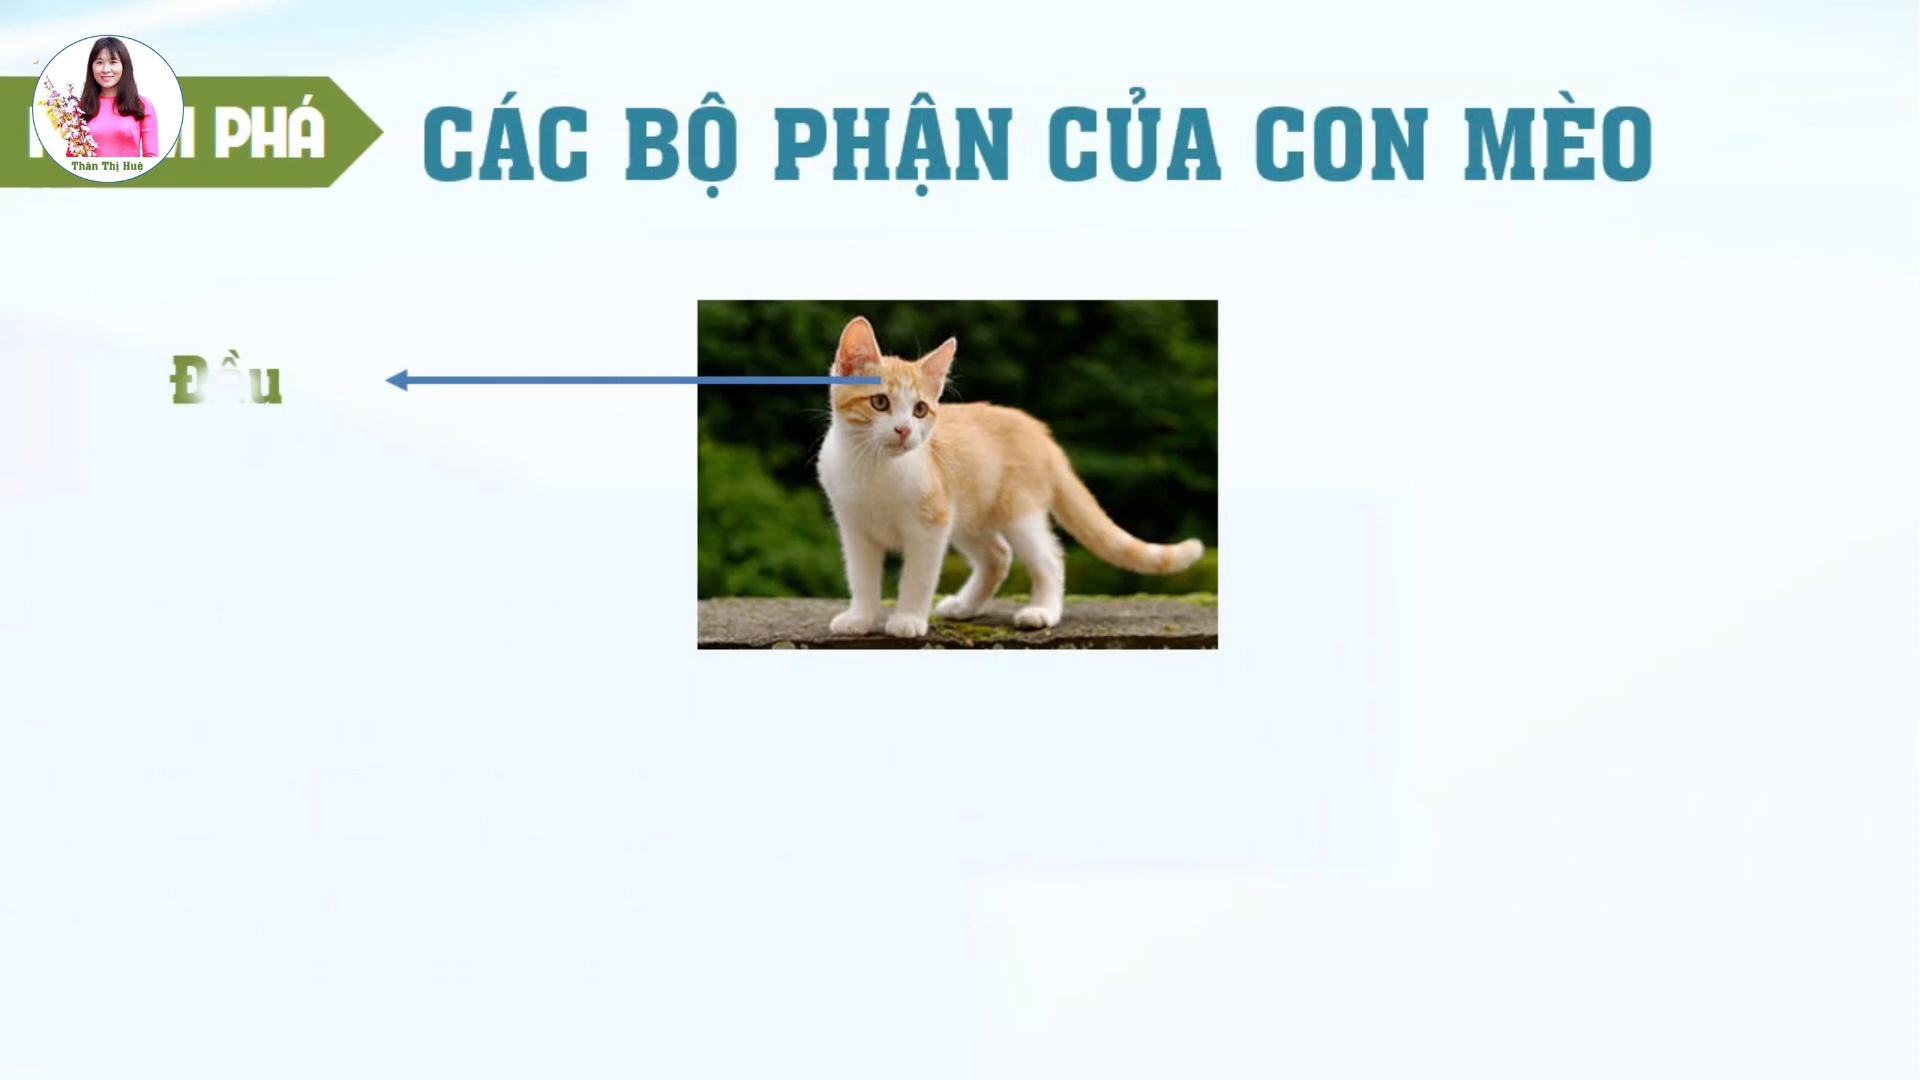 PHÁ
CÁC BỘ PHẬN CỦA CON MÈO
Thân Thị Huệ
Đầu